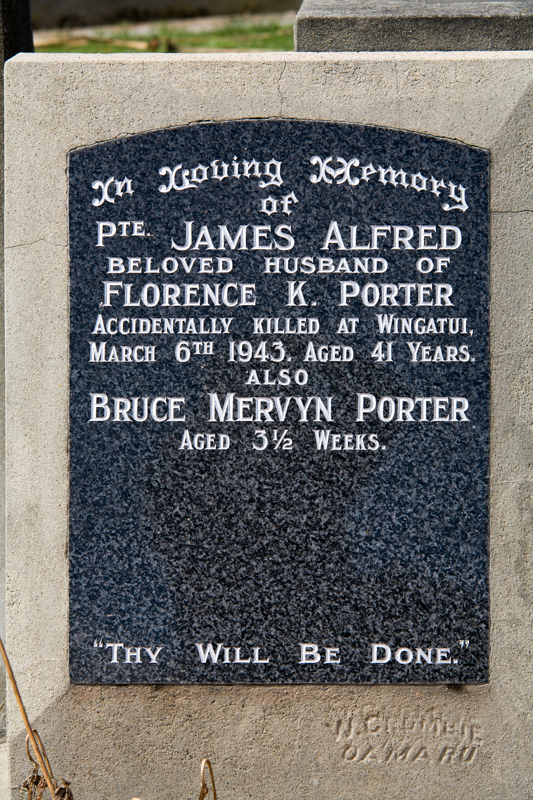 In Loving Memory
of
PTE. JAMES ALFRED
BELOVED HUSBAND OF
FLORENCE K. PORTER
ACCIDENTALLY KILLED AT WINGATUI,
MARCH 6TH 1943. AGED 41 YEARS.
ALSO
BRUCE MERVYN PORTER
AGED 3½ WEEKS.
"THY WILL BE DONE."
OAMARU